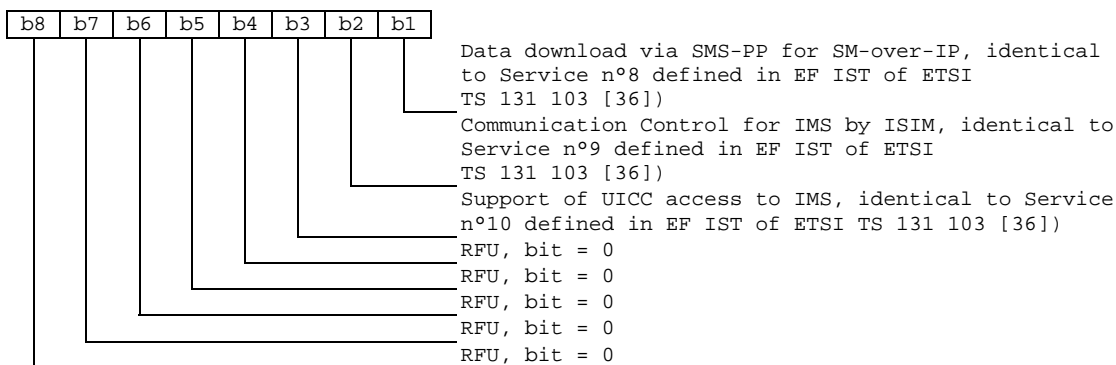 b8 b7 b6 b5 b4 b3 b2 b1
Data download via SMS-PP for SM-over-IP, identical
to Service nº8 defined in EF IST of ETSI
TS 131 103 [36])
Communication Control for IMS by ISIM, identical to
Service nº9 defined in EF IST of ETSI
TS 131 103 [36])
Support of UICC access to IMS, identical to Service
nº10 defined in EF IST of ETSI TS 131 103 [36])
RFU, bit = 0
RFU, bit = 0
RFU, bit = 0
RFU, bit = 0
RFU, bit = 0